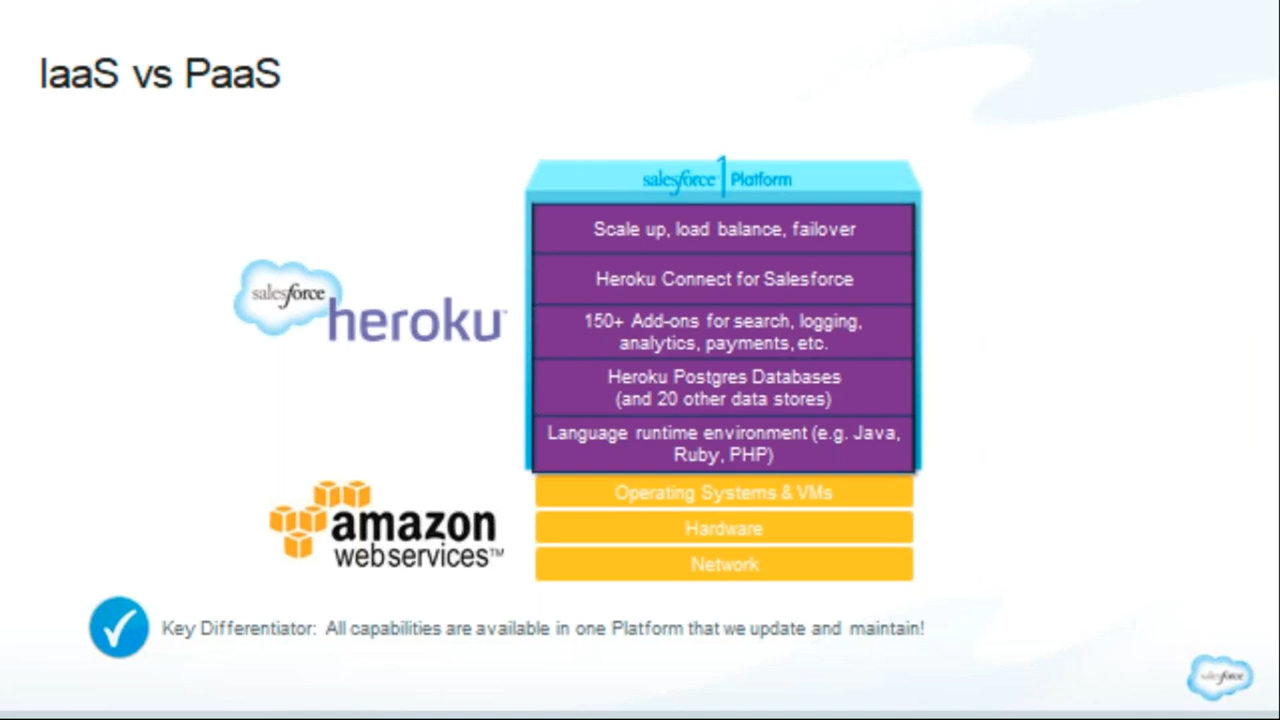 IaaS vs PaaS
salesforce1 Platform
Scale up, load balance, failover
Heroku Connect for Salesforce
150+ Add-ons for search, logging,
analytics, payments, etc.
Heroku Postgres Databases
(and 20 other data stores)
Language runtime environment (e.g. Java,
Ruby, PHP)
salesforce
heroku
Operating Systems & VMs
Hardware
Network
amazon
webservices™
Key Differentiator: All capabilities are available in one Platform that we update and maintain!
salesforce